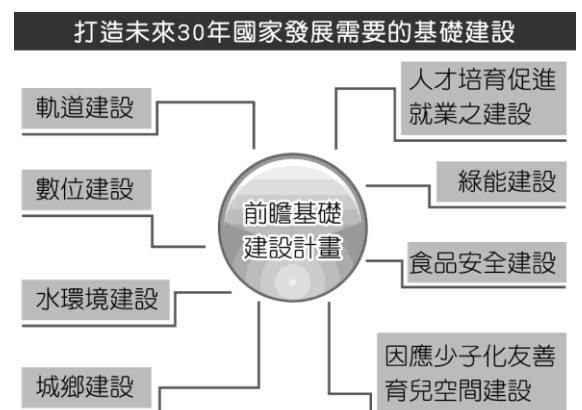 打造未來30年國家發展需要的基礎建設
軌道建設
數位建設
水環境建設
城鄉建設
前瞻基礎
建設計畫
人才培育促進
就業之建設
綠能建設
食品安全建設
因應少子化友善
育兒空間建設